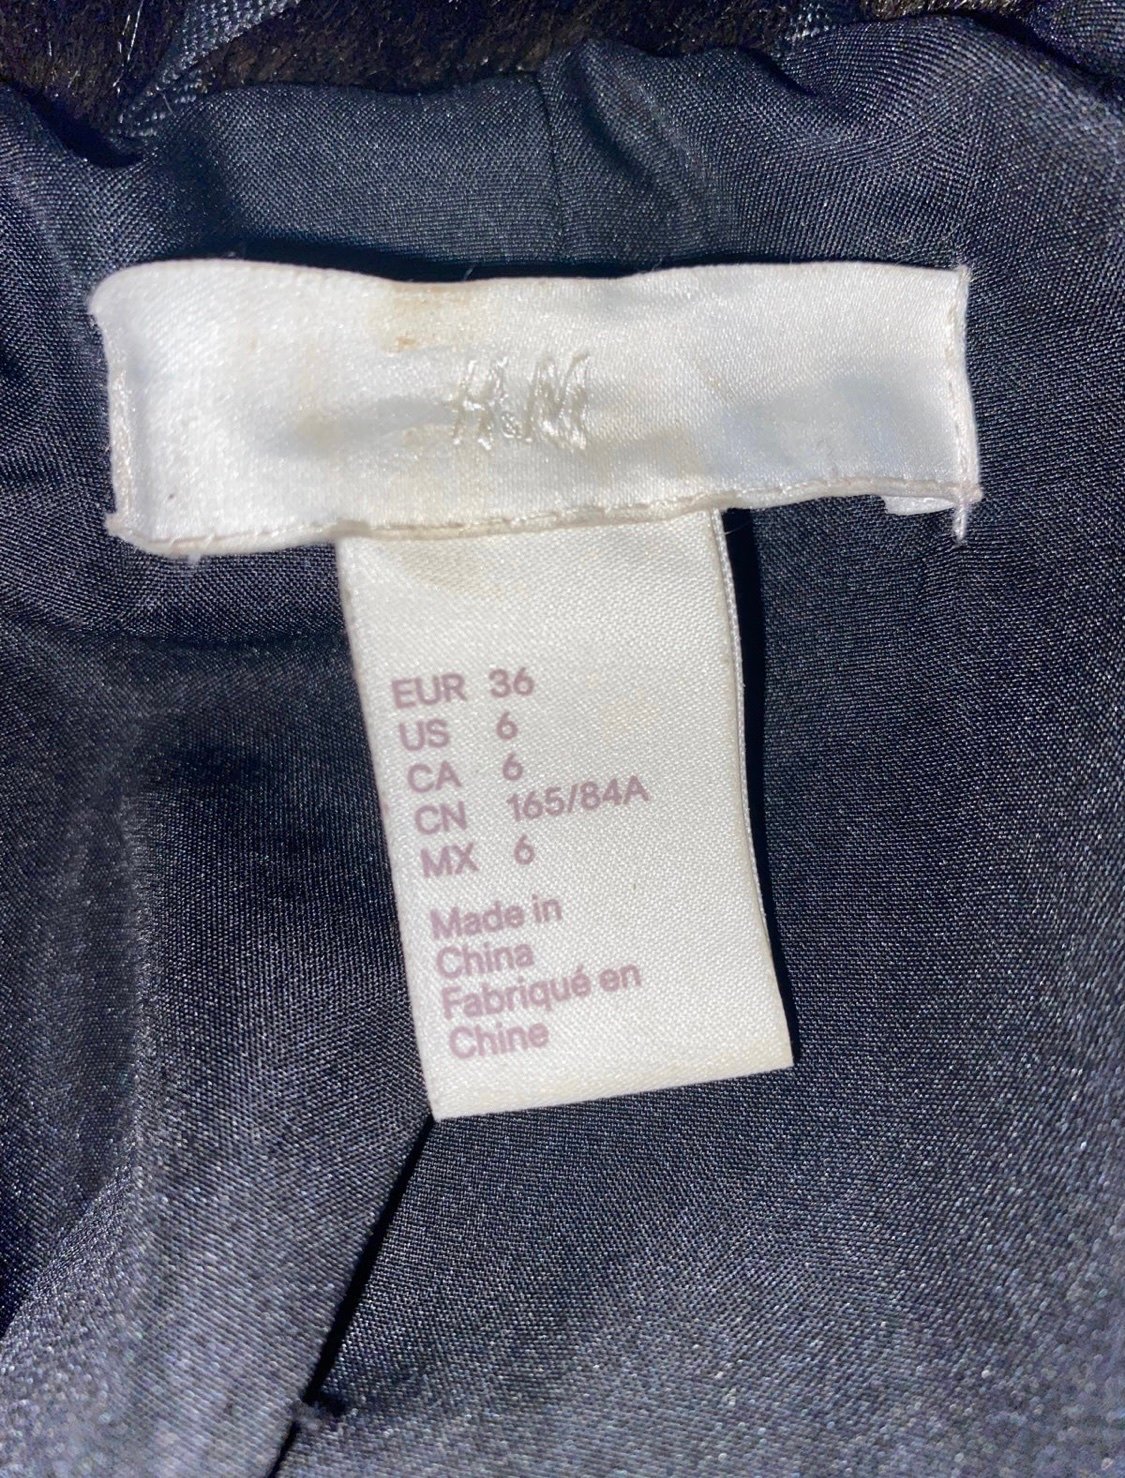 H&M
EUR 36
US 6
CA 6
CN 165/84A
MX 6
Made in
China
Fabriqué en
Chine